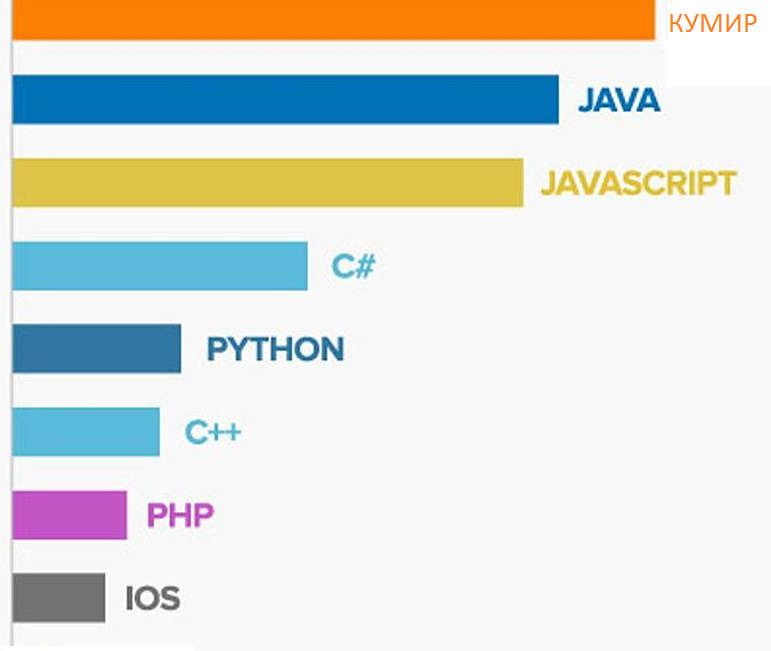 КУМИР
JAVA
JAVASCRIPT
C#
PYTHON
C++
PHP
IOS